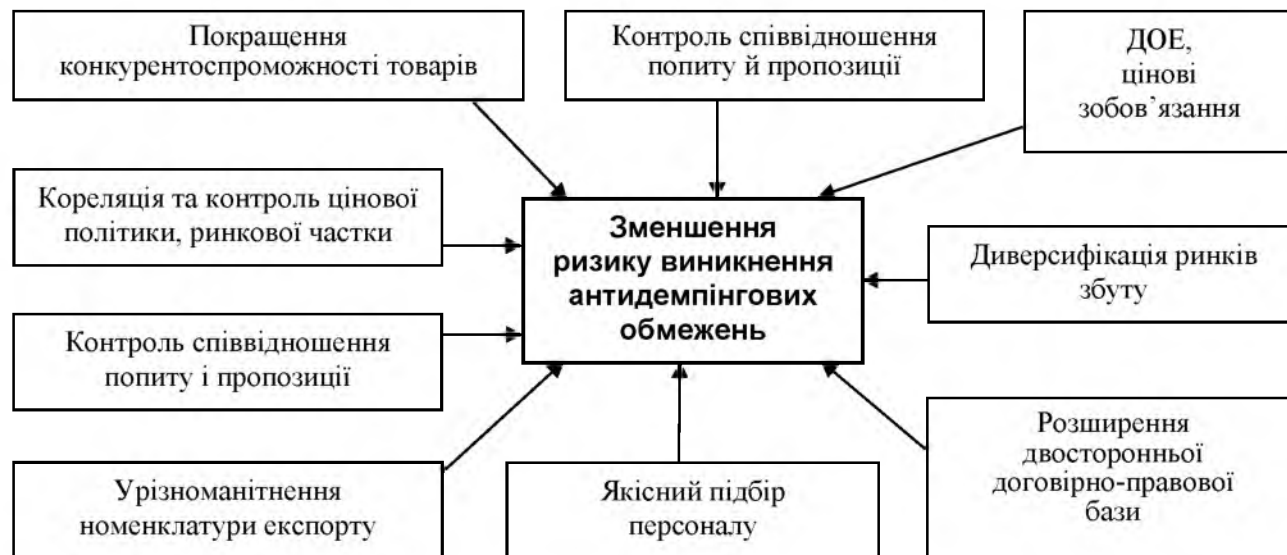 Покращення
конкурентоспроможності товарів
Контроль співвідношення
попиту й пропозиції
ДОЕ,
цінові
зобов’язання
Кореляція та контроль цінової
політики, ринкової частки
Зменшення
ризику виникнення
антидемпінгових
обмежень
Диверсифікація ринків
збуту
Контроль співвідношення
попиту і пропозиції
Урізноманітнення
номенклатури експорту
Якісний підбір
персоналу
Розширення
двосторонньої
договірно-правової
бази